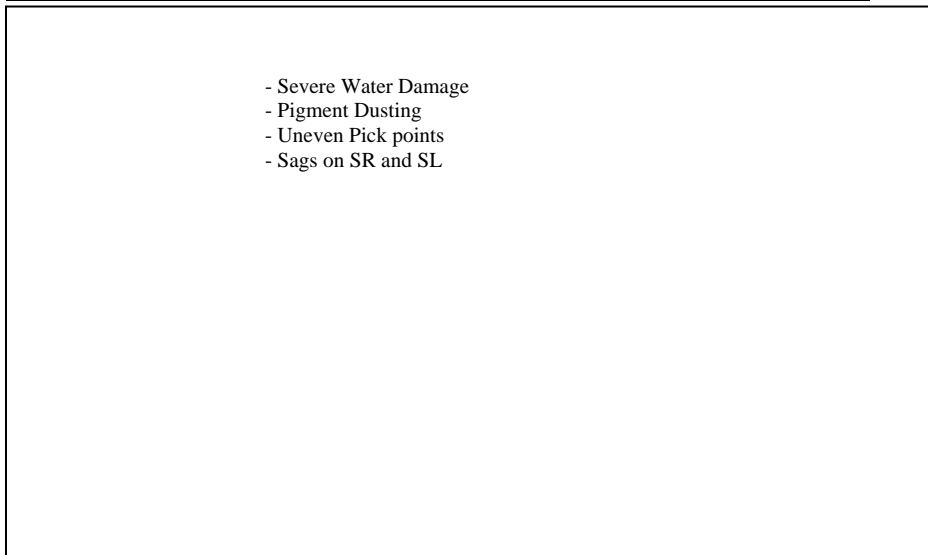 - Severe Water Damage
- Pigment Dusting
- Uneven Pick points
- Sags on SR and SL